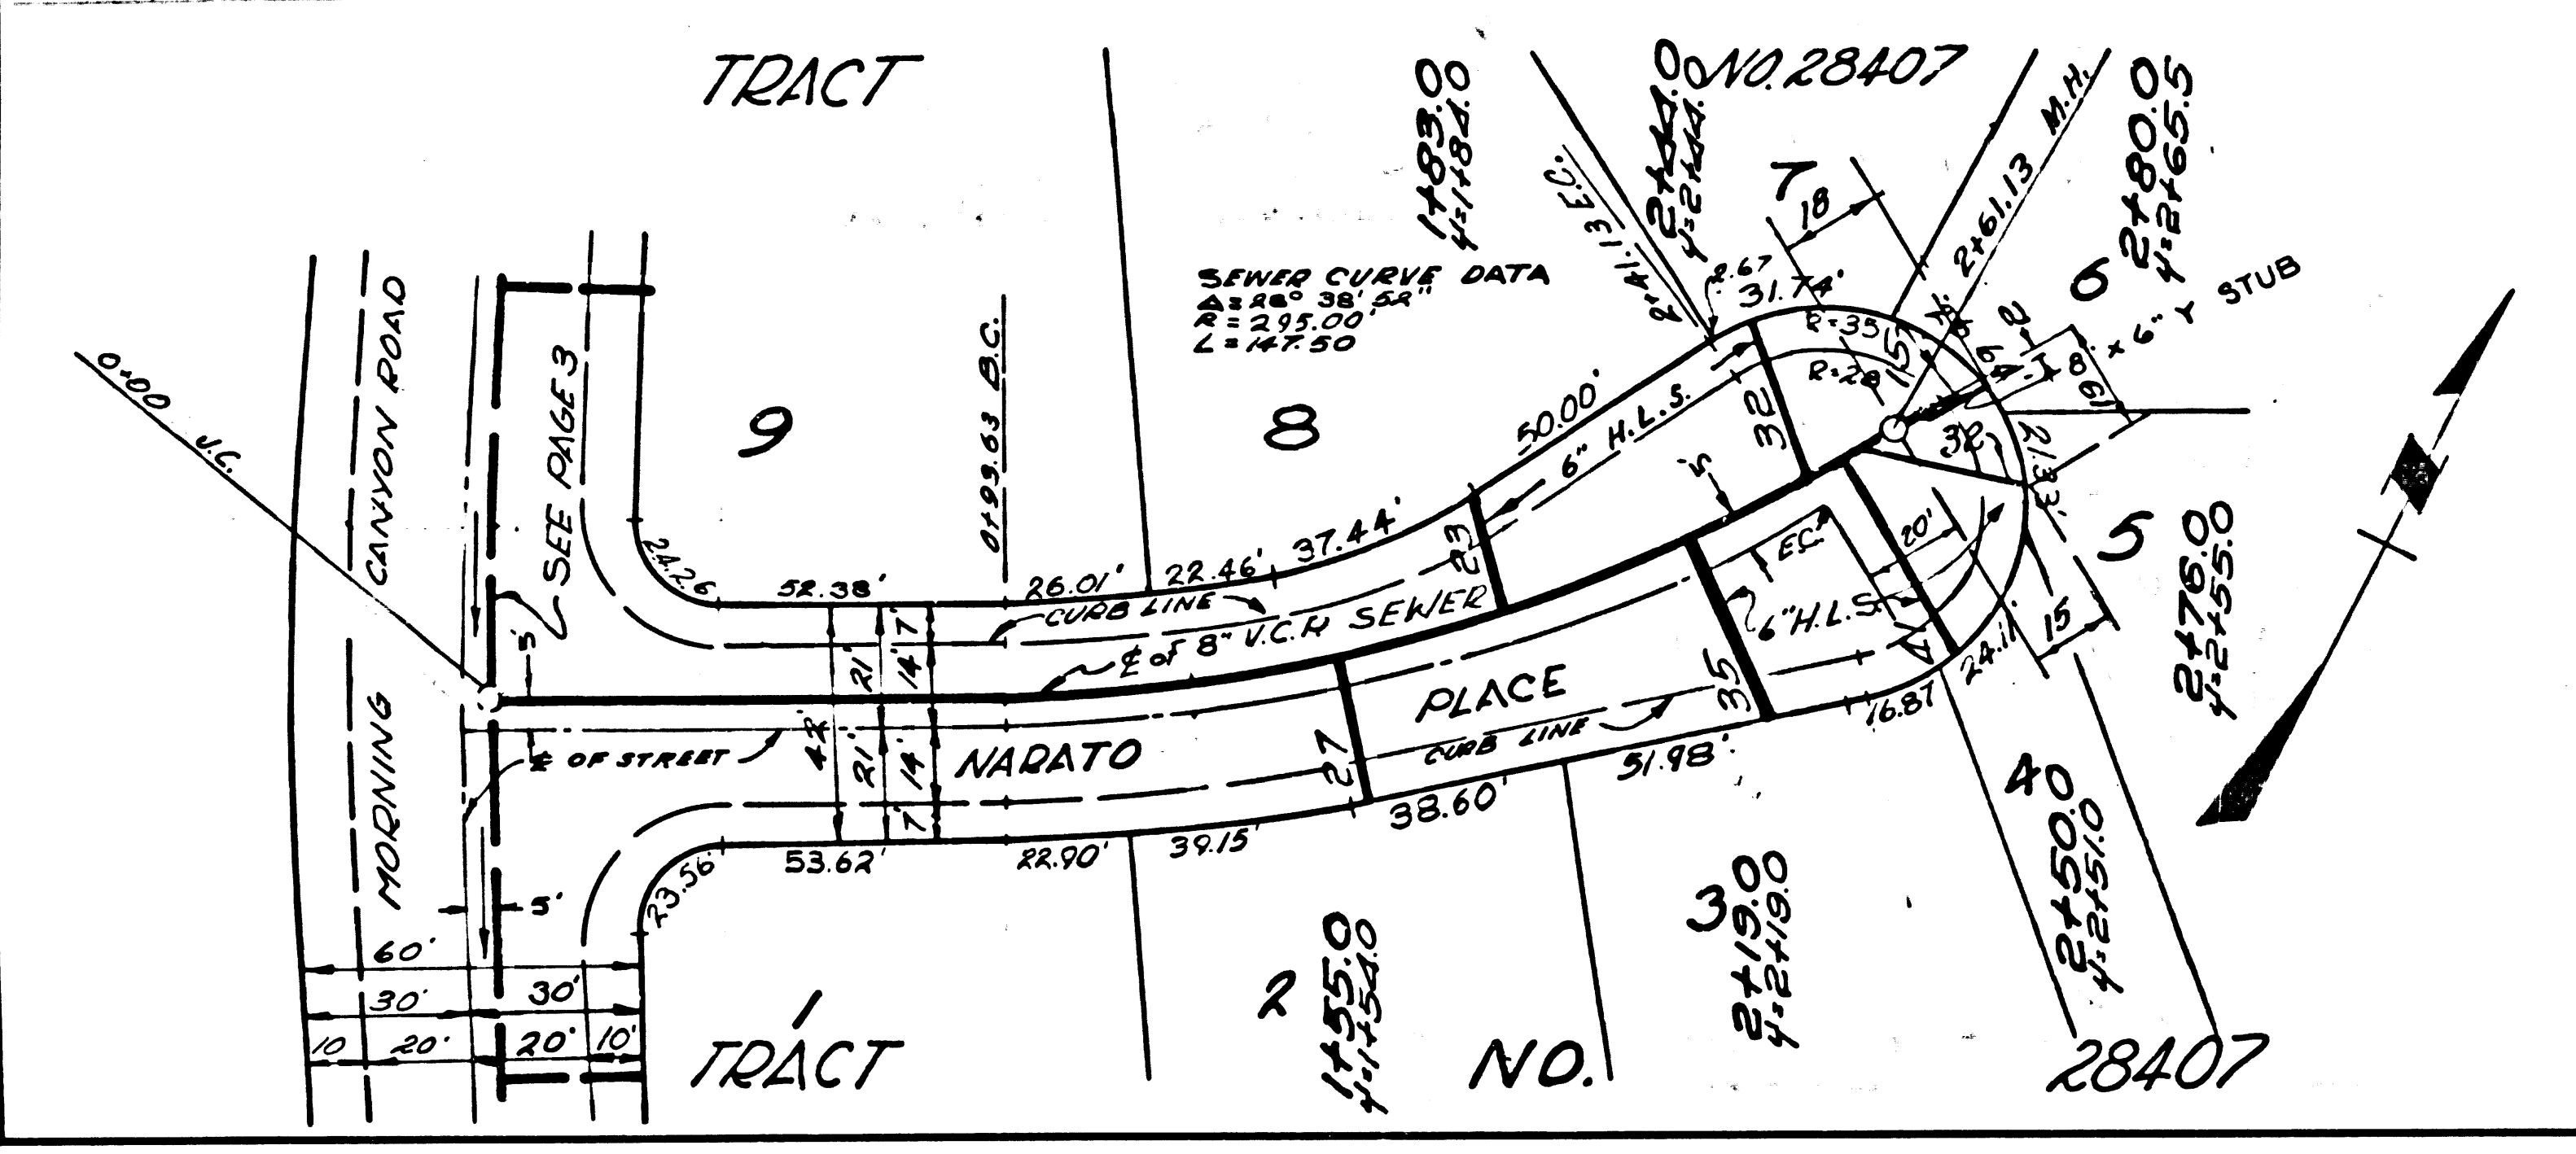 TRACT
NO. 28407
1+83.0
Y=1+84.0
2+41.13 E.C.
2+44.0
Y=2+44.0
7
18
2+61.13 M.H.
2+80.0
Y=2+65.5
6
8" x 6" Y STUB
SEWER CURVE DATA
R = 295.00'
L = 147.50
2.67
31.74'
R=35
R=28
15
19
32
21.33'
5
2+76.0
Y=2+55.0
0+00 J.C.
CANYON ROAD
MORNING
SEE PAGE 3
9
0+93.63 B.C.
8
50.00'
6" H.L.S.
32
5'
E.C.
20'
24.26
52.38'
26.01'
22.46'
37.44'
23
CURB LINE
℄ of 8" V.C.P. SEWER
6" H.L.S.
41
24.11
15
5'
42'
21'
21'
7'
14'
14'
7'
℄ OF STREET
NARATO
PLACE
27
35
CURB LINE
16.87
51.98'
38.60'
39.15'
22.90'
53.62'
23.56
5'
60'
30'
30'
10
20'
20'
10'
1
TRACT
2
1+55.0
Y=1+54.0
NO.
3
2+19.0
Y=2+19.0
4
2+50.0
Y=2+51.0
28407